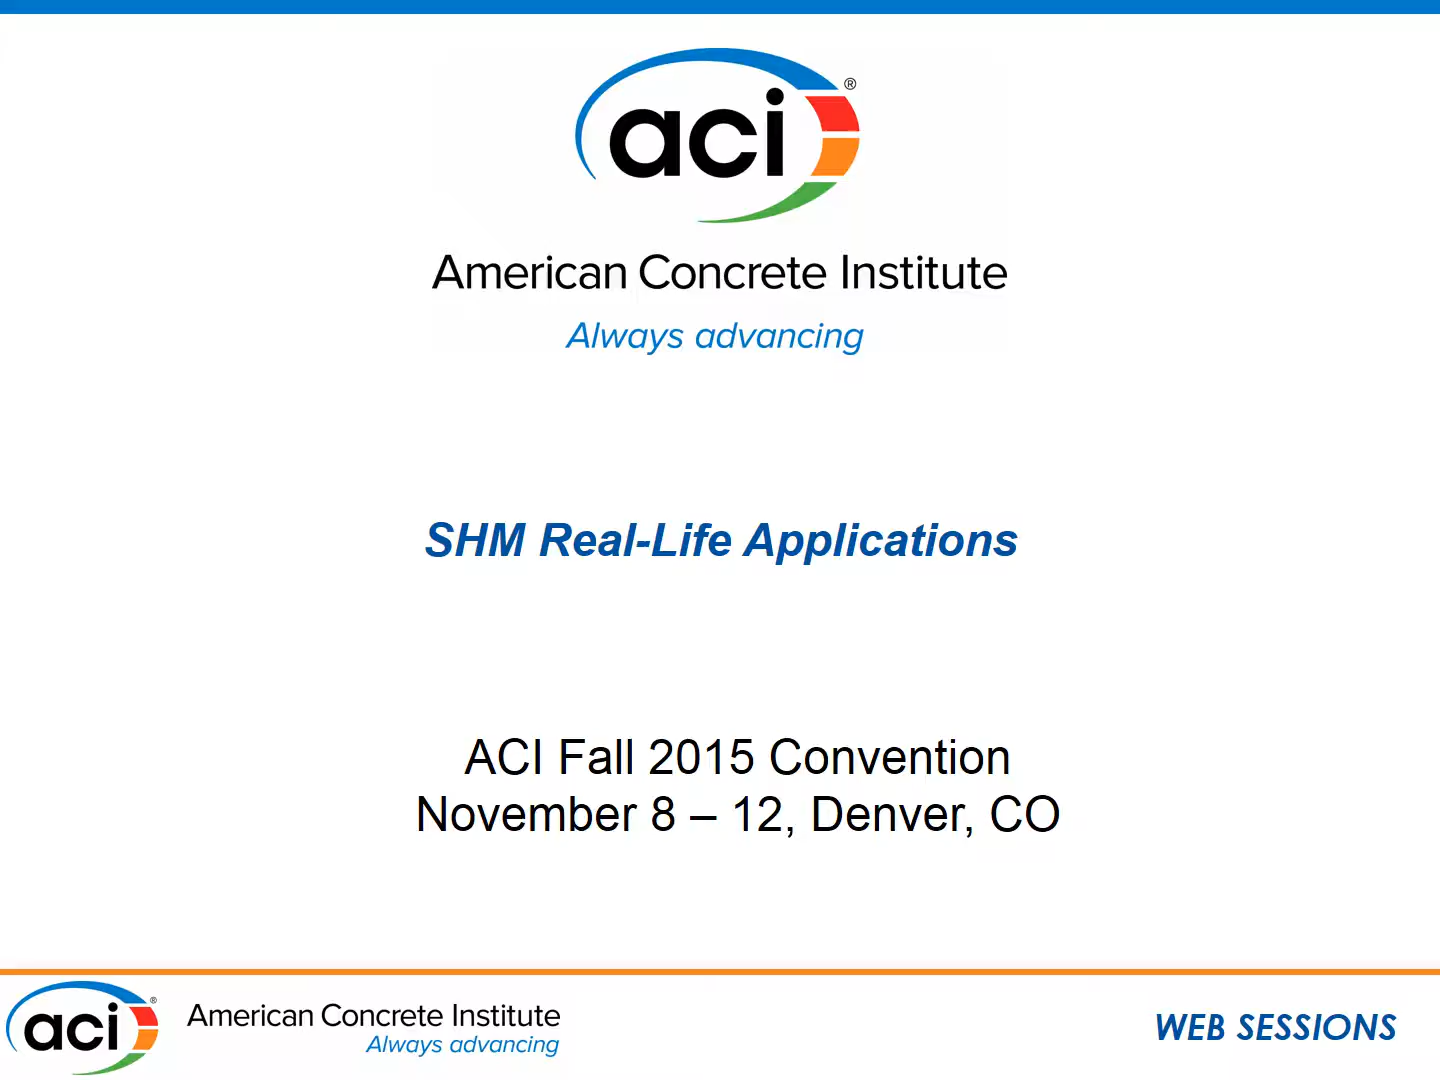 aci®
American Concrete Institute
Always advancing
SHM Real-Life Applications
ACI Fall 2015 Convention
November 8 – 12, Denver, CO
aci®
American Concrete Institute
Always advancing
WEB SESSIONS